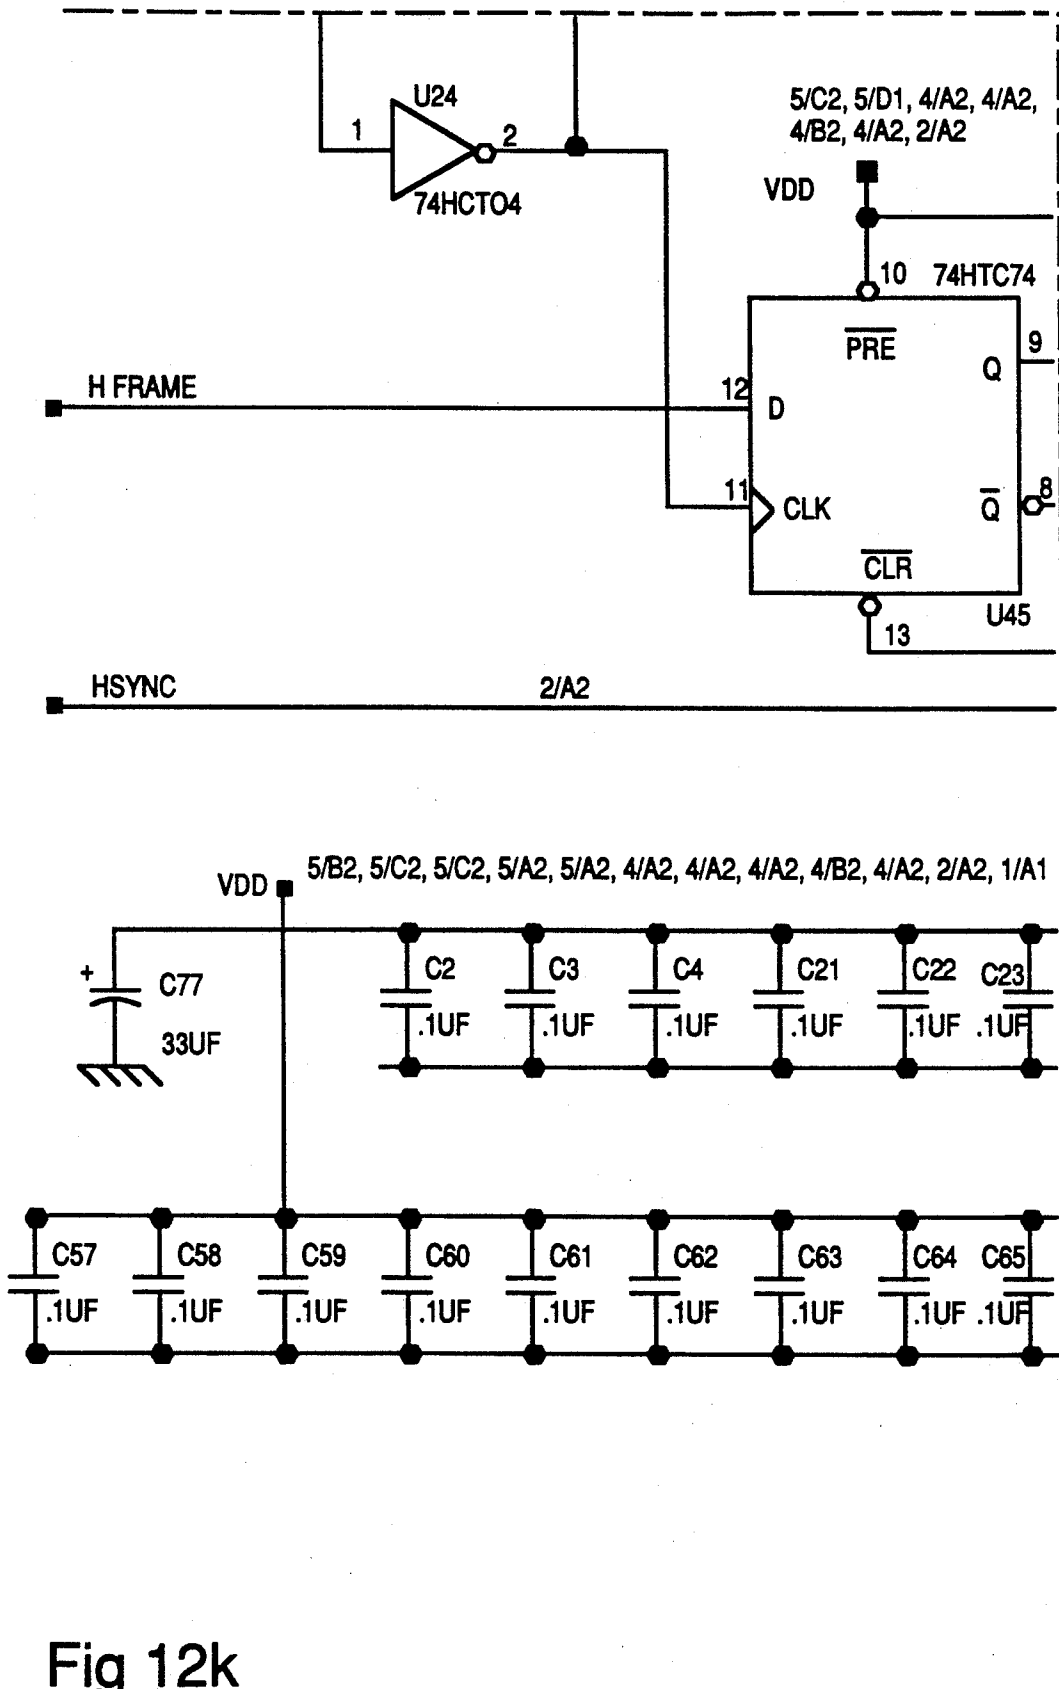 U24
1
2
74HCTO4
5/C2, 5/D1, 4/A2, 4/A2,
4/B2, 4/A2, 2/A2
VDD
10
74HTC74
PRE
Q
9
H FRAME
12
D
11
CLK
Q
8
CLR
U45
13
HSYNC
2/A2
VDD
5/B2, 5/C2, 5/C2, 5/A2, 5/A2, 4/A2, 4/A2, 4/A2, 4/B2, 4/A2, 2/A2, 1/A1
+
C77
33UF
C2 C3 C4 C21 C22 C23
.1UF .1UF .1UF .1UF .1UF .1UF
C57 C58 C59 C60 C61 C62 C63 C64 C65
.1UF .1UF .1UF .1UF .1UF .1UF .1UF .1UF .1UF
Fig 12k